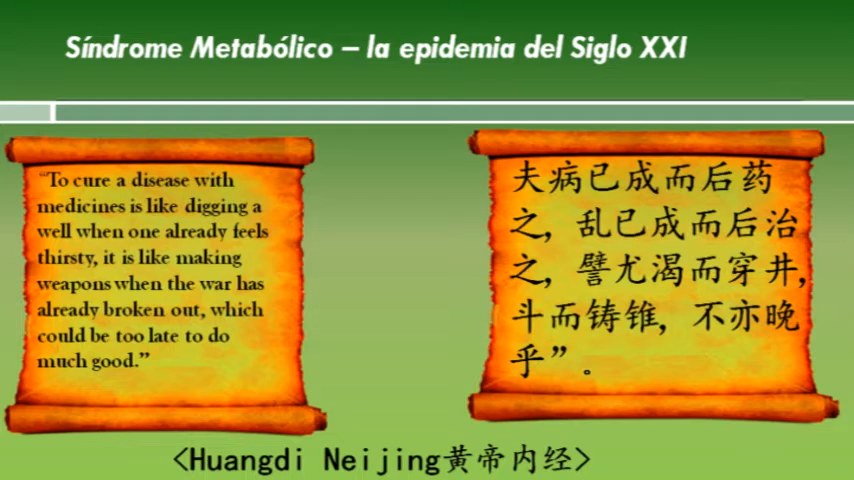 Síndrome Metabólico – la epidemia del Siglo XXI
“To cure a disease with
medicines is like digging a
well when one already feels
thirsty, it is like making
weapons when the war has
already broken out, which
could be too late to do
much good.”
夫病已成而后药
之，乱已成而后治
之，譬尤渴而穿井，
斗而铸锥，不亦晚
乎”。
<Huangdi Neijing黄帝内经>